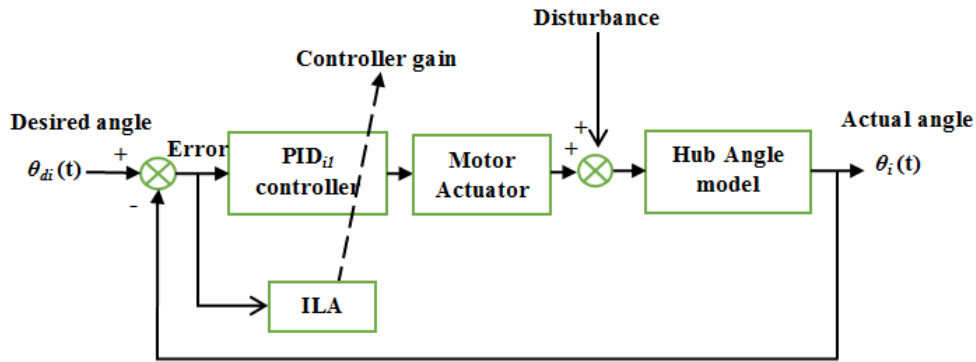 Disturbance
Controller gain
Desired angle
Actual angle
θdi(t)
+
-
Error
PIDi1
controller
Motor
Actuator
+
+
Hub Angle
model
θi(t)
ILA